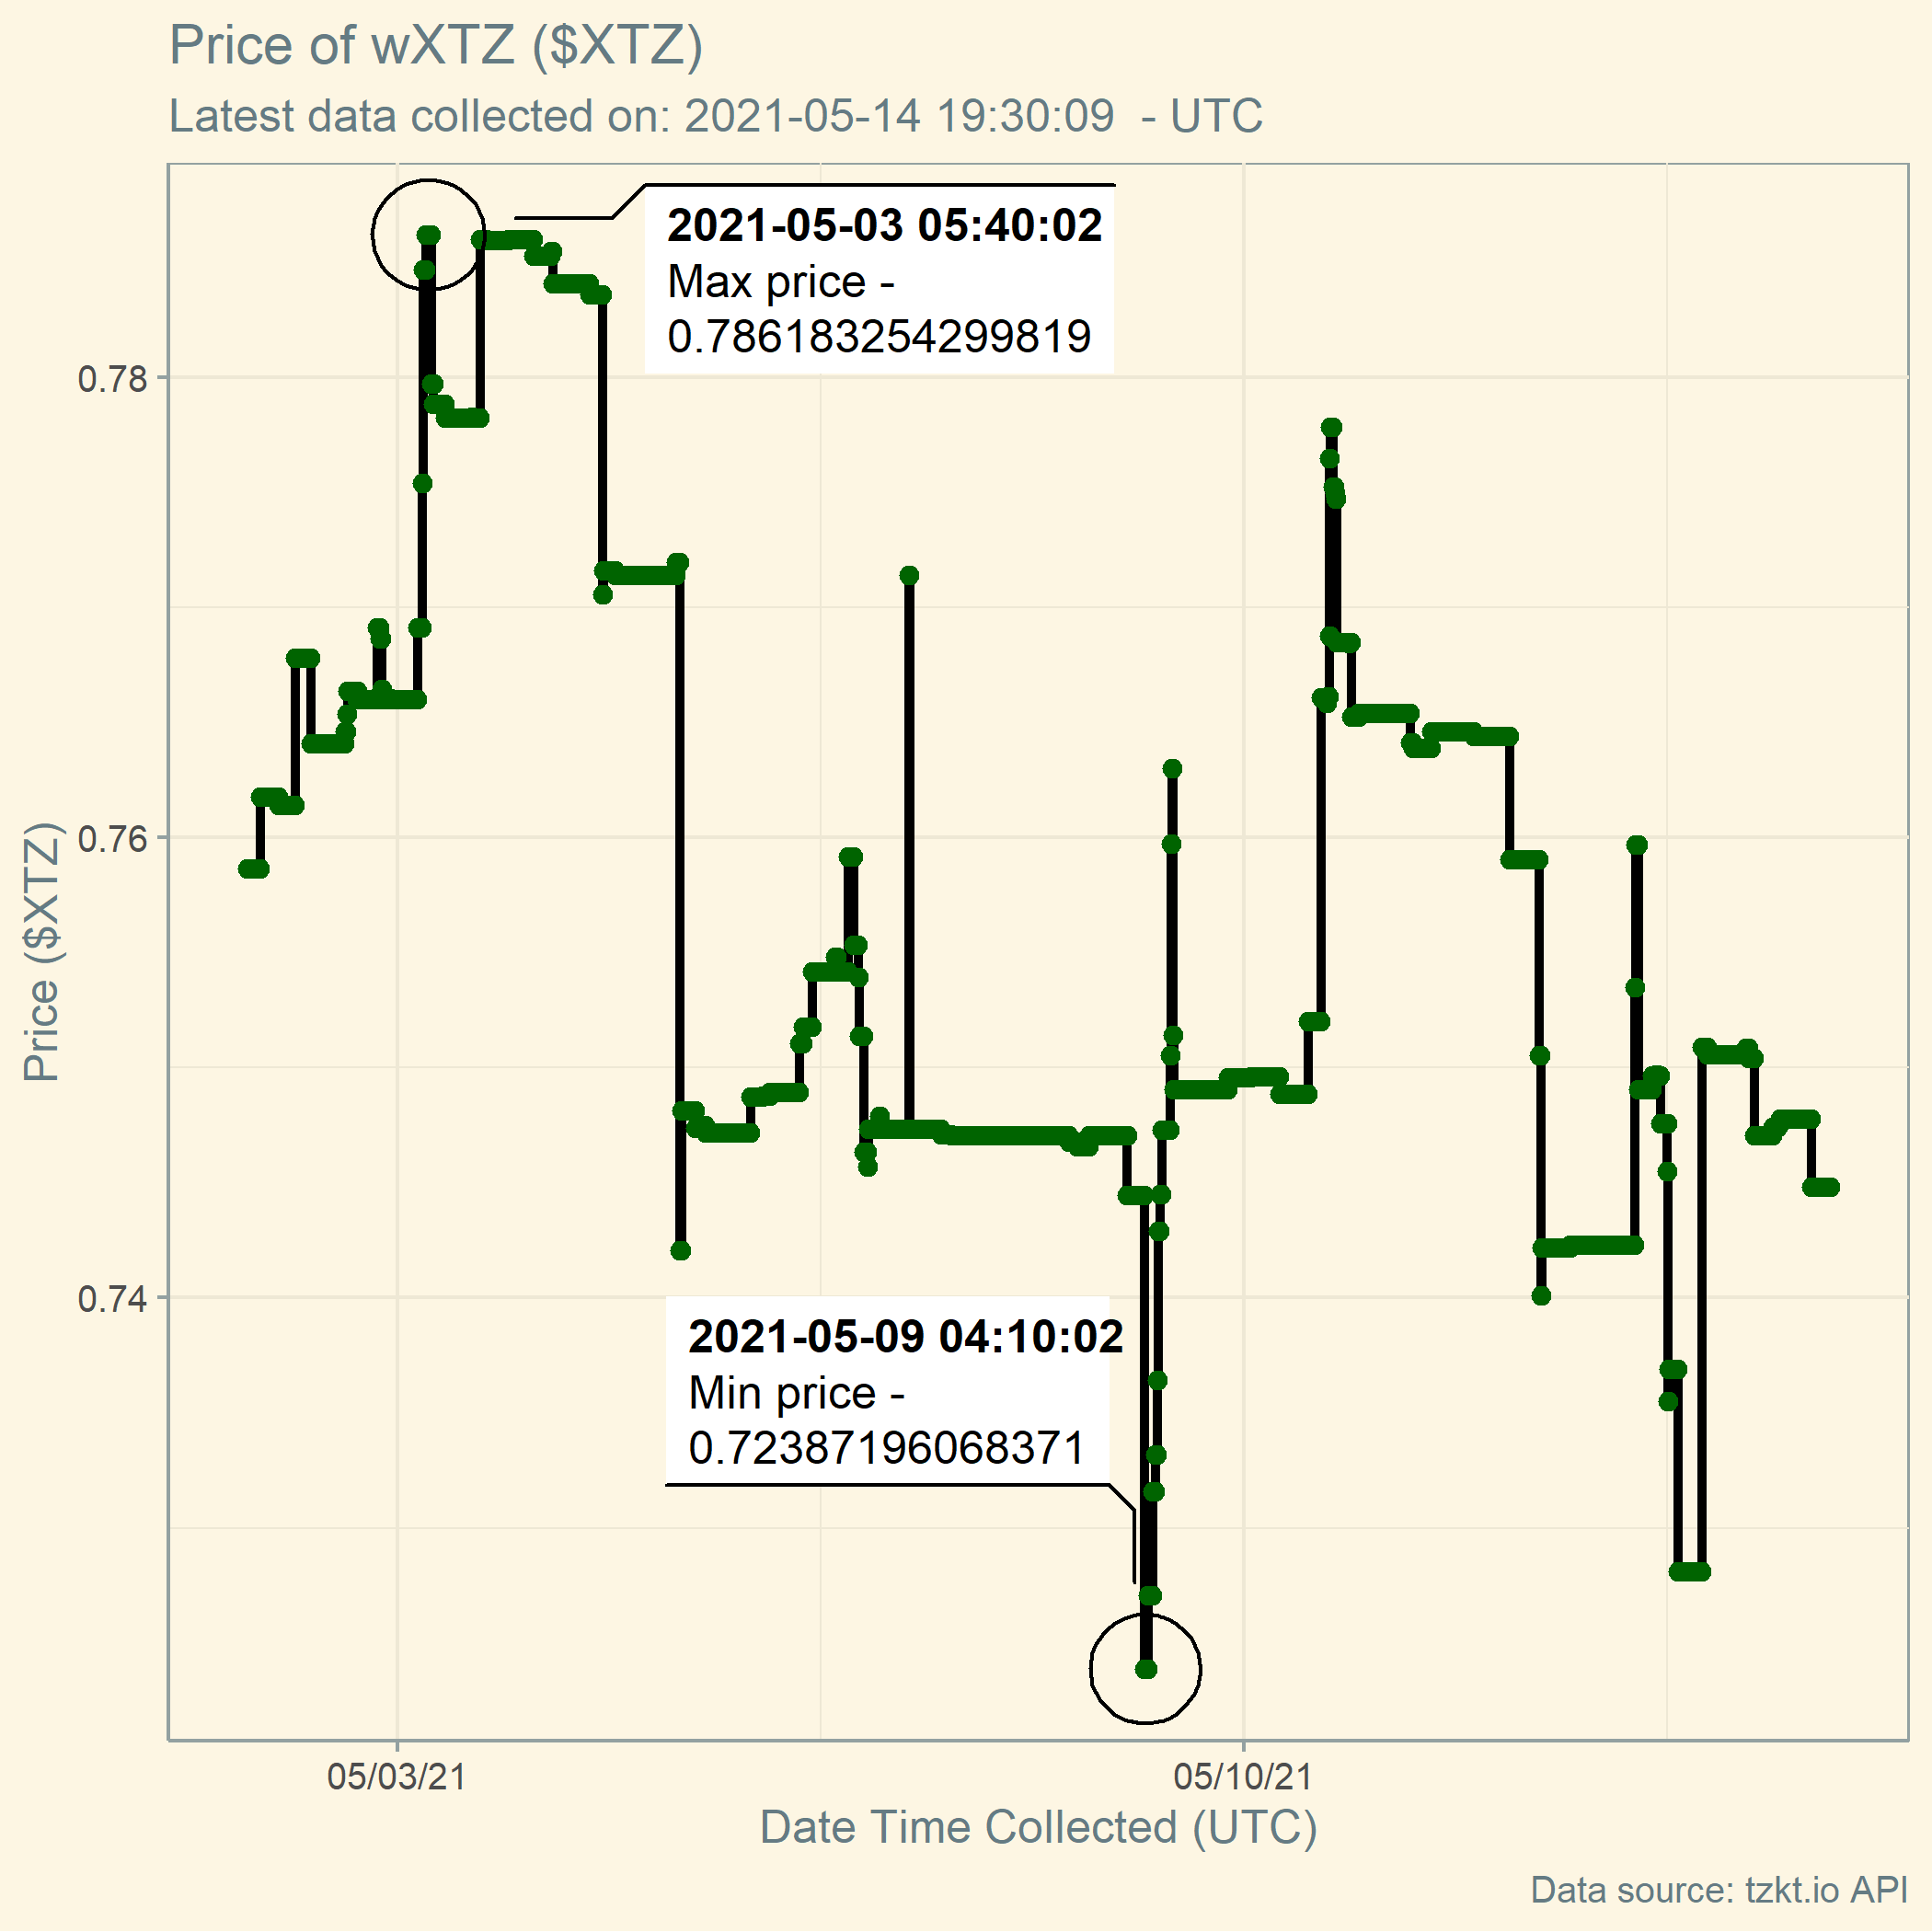 Price of wXTZ ($XTZ)
Latest data collected on: 2021-05-14 19:30:09  - UTC
2021-05-03 05:40:02
Max price -
0.786183254299819
0.78
0.76
0.74
Price ($XTZ)
2021-05-09 04:10:02
Min price -
0.72387196068371
05/03/21
05/10/21
Date Time Collected (UTC)
Data source: tzkt.io API